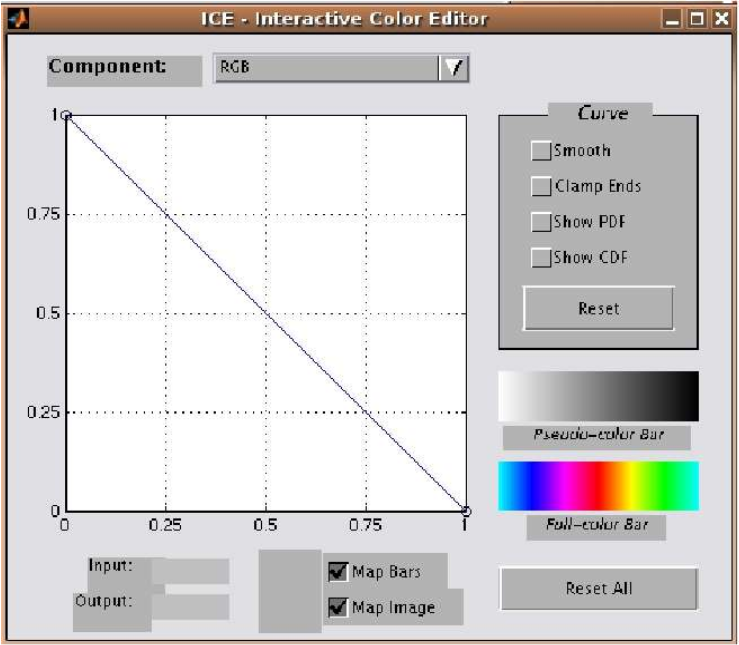 ICE - Interactive Color Editor
Component: RGB
Curve
Smooth
Clamp Ends
Show PDF
Show CDF
Reset
1
0.75
0.5
0.25
0
0 0.25 0.5 0.75 1
Pseudo-color Bar
Full-color Bar
Input:
Output:
Map Bars
Map Image
Reset All